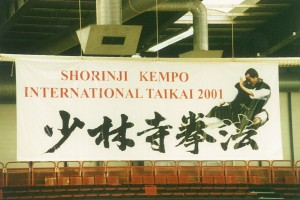 SHORINJI KEMPO
INTERNATIONAL TAIKAI 2001
少林寺拳法